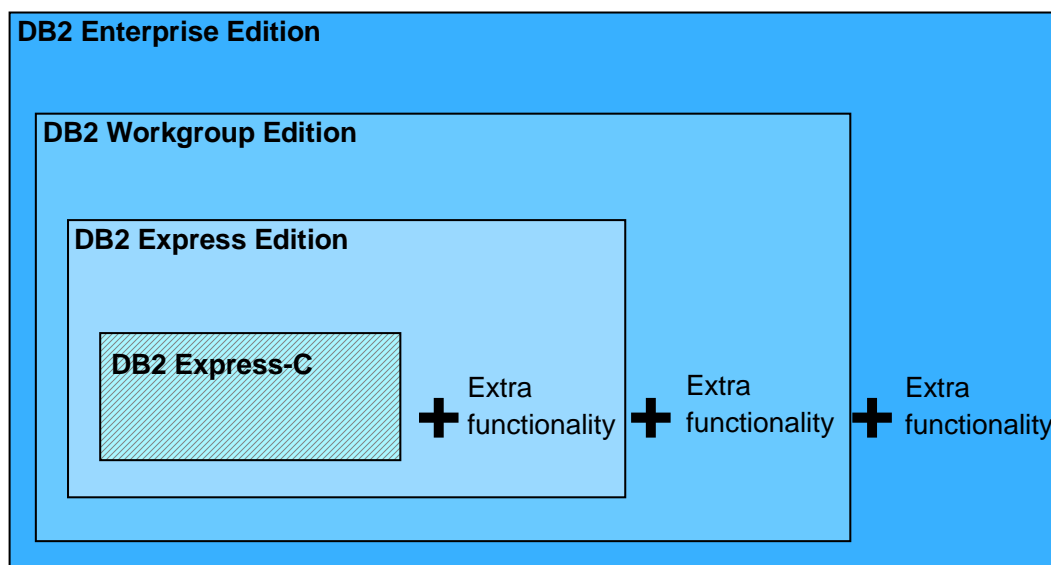 DB2 Enterprise Edition
DB2 Workgroup Edition
DB2 Express Edition
DB2 Express-C
Extra
functionality
Extra
functionality
Extra
functionality